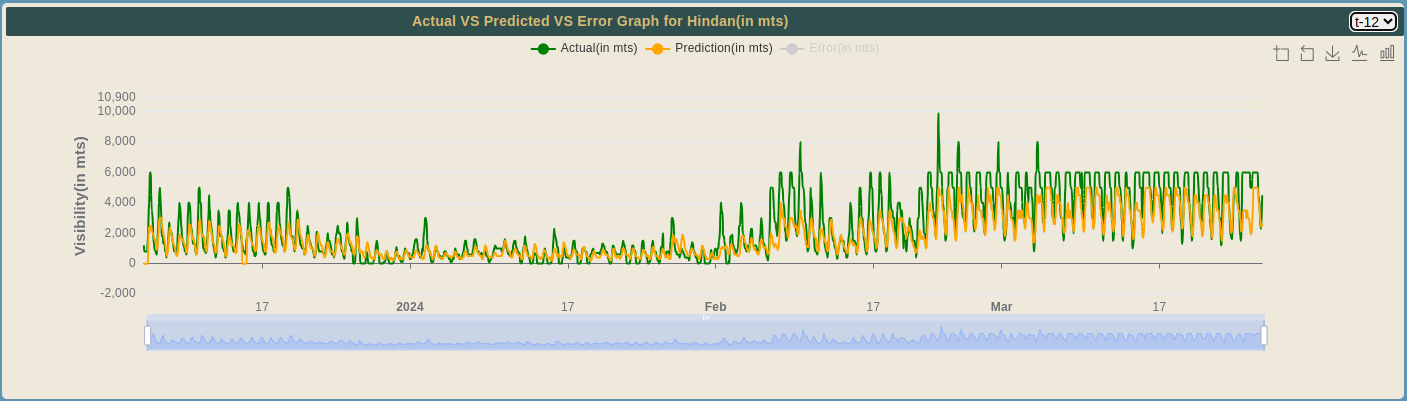 Actual VS Predicted VS Error Graph for Hindan(in mts)
t-12
Actual(in mts) Prediction(in mts) Error(in mts)
Visibility(in mts)
10,900
10,000
8,000
6,000
4,000
2,000
0
-2,000
17 2024 17 Feb 17 Mar 17